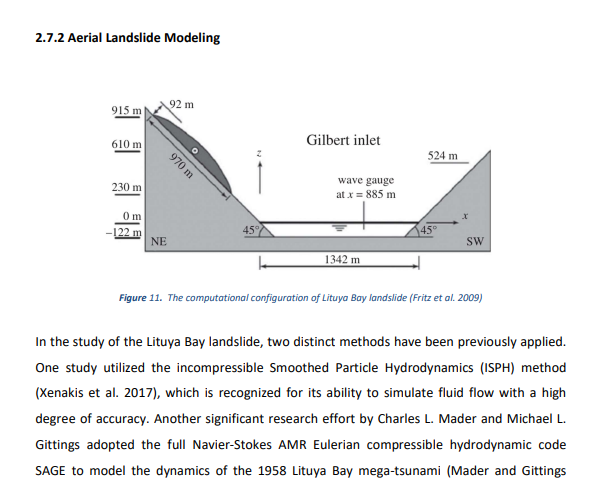 2.7.2 Aerial Landslide Modeling
92 m
915 m
610 m
Gilbert inlet
970 m
z
524 m
230 m
wave gauge
at x = 885 m
0 m
x
−122 m
45°
45°
NE
SW
1342 m
Figure 11. The computational configuration of Lituya Bay landslide (Fritz et al. 2009)
In the study of the Lituya Bay landslide, two distinct methods have been previously applied.
One study utilized the incompressible Smoothed Particle Hydrodynamics (ISPH) method
(Xenakis et al. 2017), which is recognized for its ability to simulate fluid flow with a high
degree of accuracy. Another significant research effort by Charles L. Mader and Michael L.
Gittings adopted the full Navier-Stokes AMR Eulerian compressible hydrodynamic code
SAGE to model the dynamics of the 1958 Lituya Bay mega-tsunami (Mader and Gittings